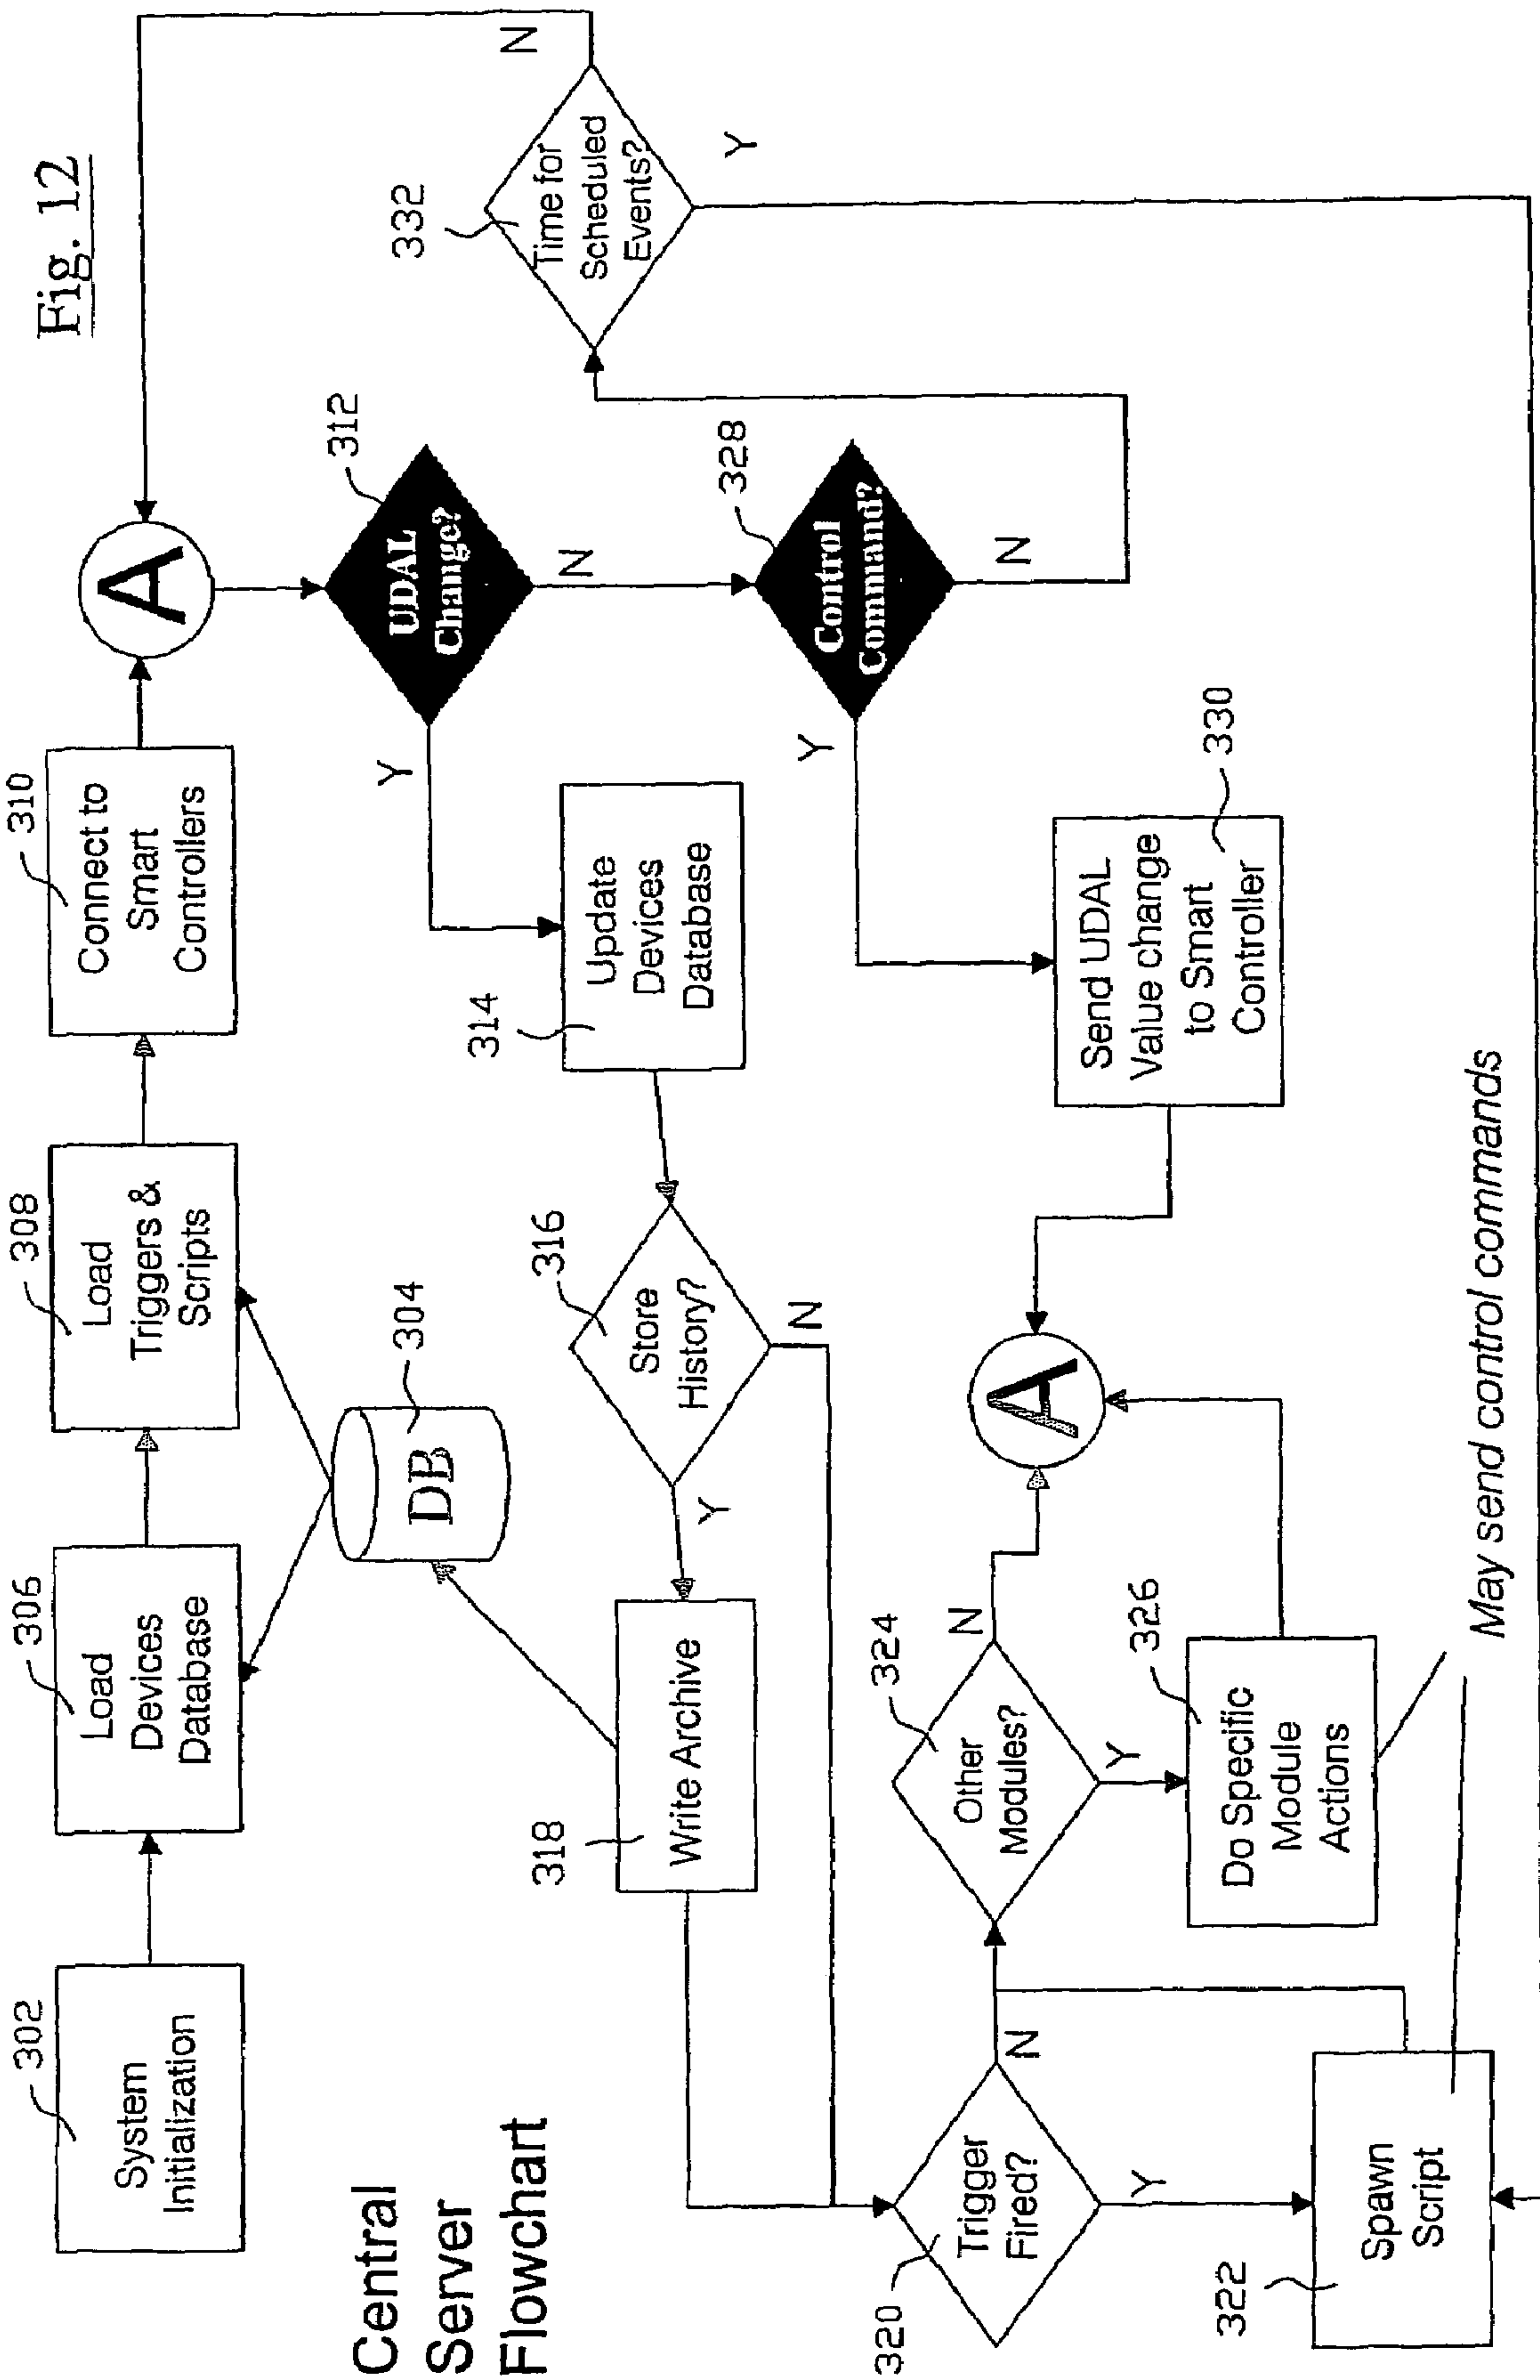 Fig. 12
302
System
Initialization
306
Load
Devices
Database
308
Load
Triggers &
Scripts
310
Connect to
Smart
Controllers
A
304
DB
312
UDAL
Change?
Y
N
314
Update
Devices
Database
316
Store
History?
Y
N
318
Write Archive
Central
Server
Flowchart
320
Trigger
Fired?
Y
N
322
Spawn
Script
324
Other
Modules?
Y
N
326
Do Specific
Module
Actions
A
328
Control
Command?
Y
N
330
Send UDAL
Value change
to Smart
Controller
332
Time for
Scheduled
Events?
N
Y
May send control commands